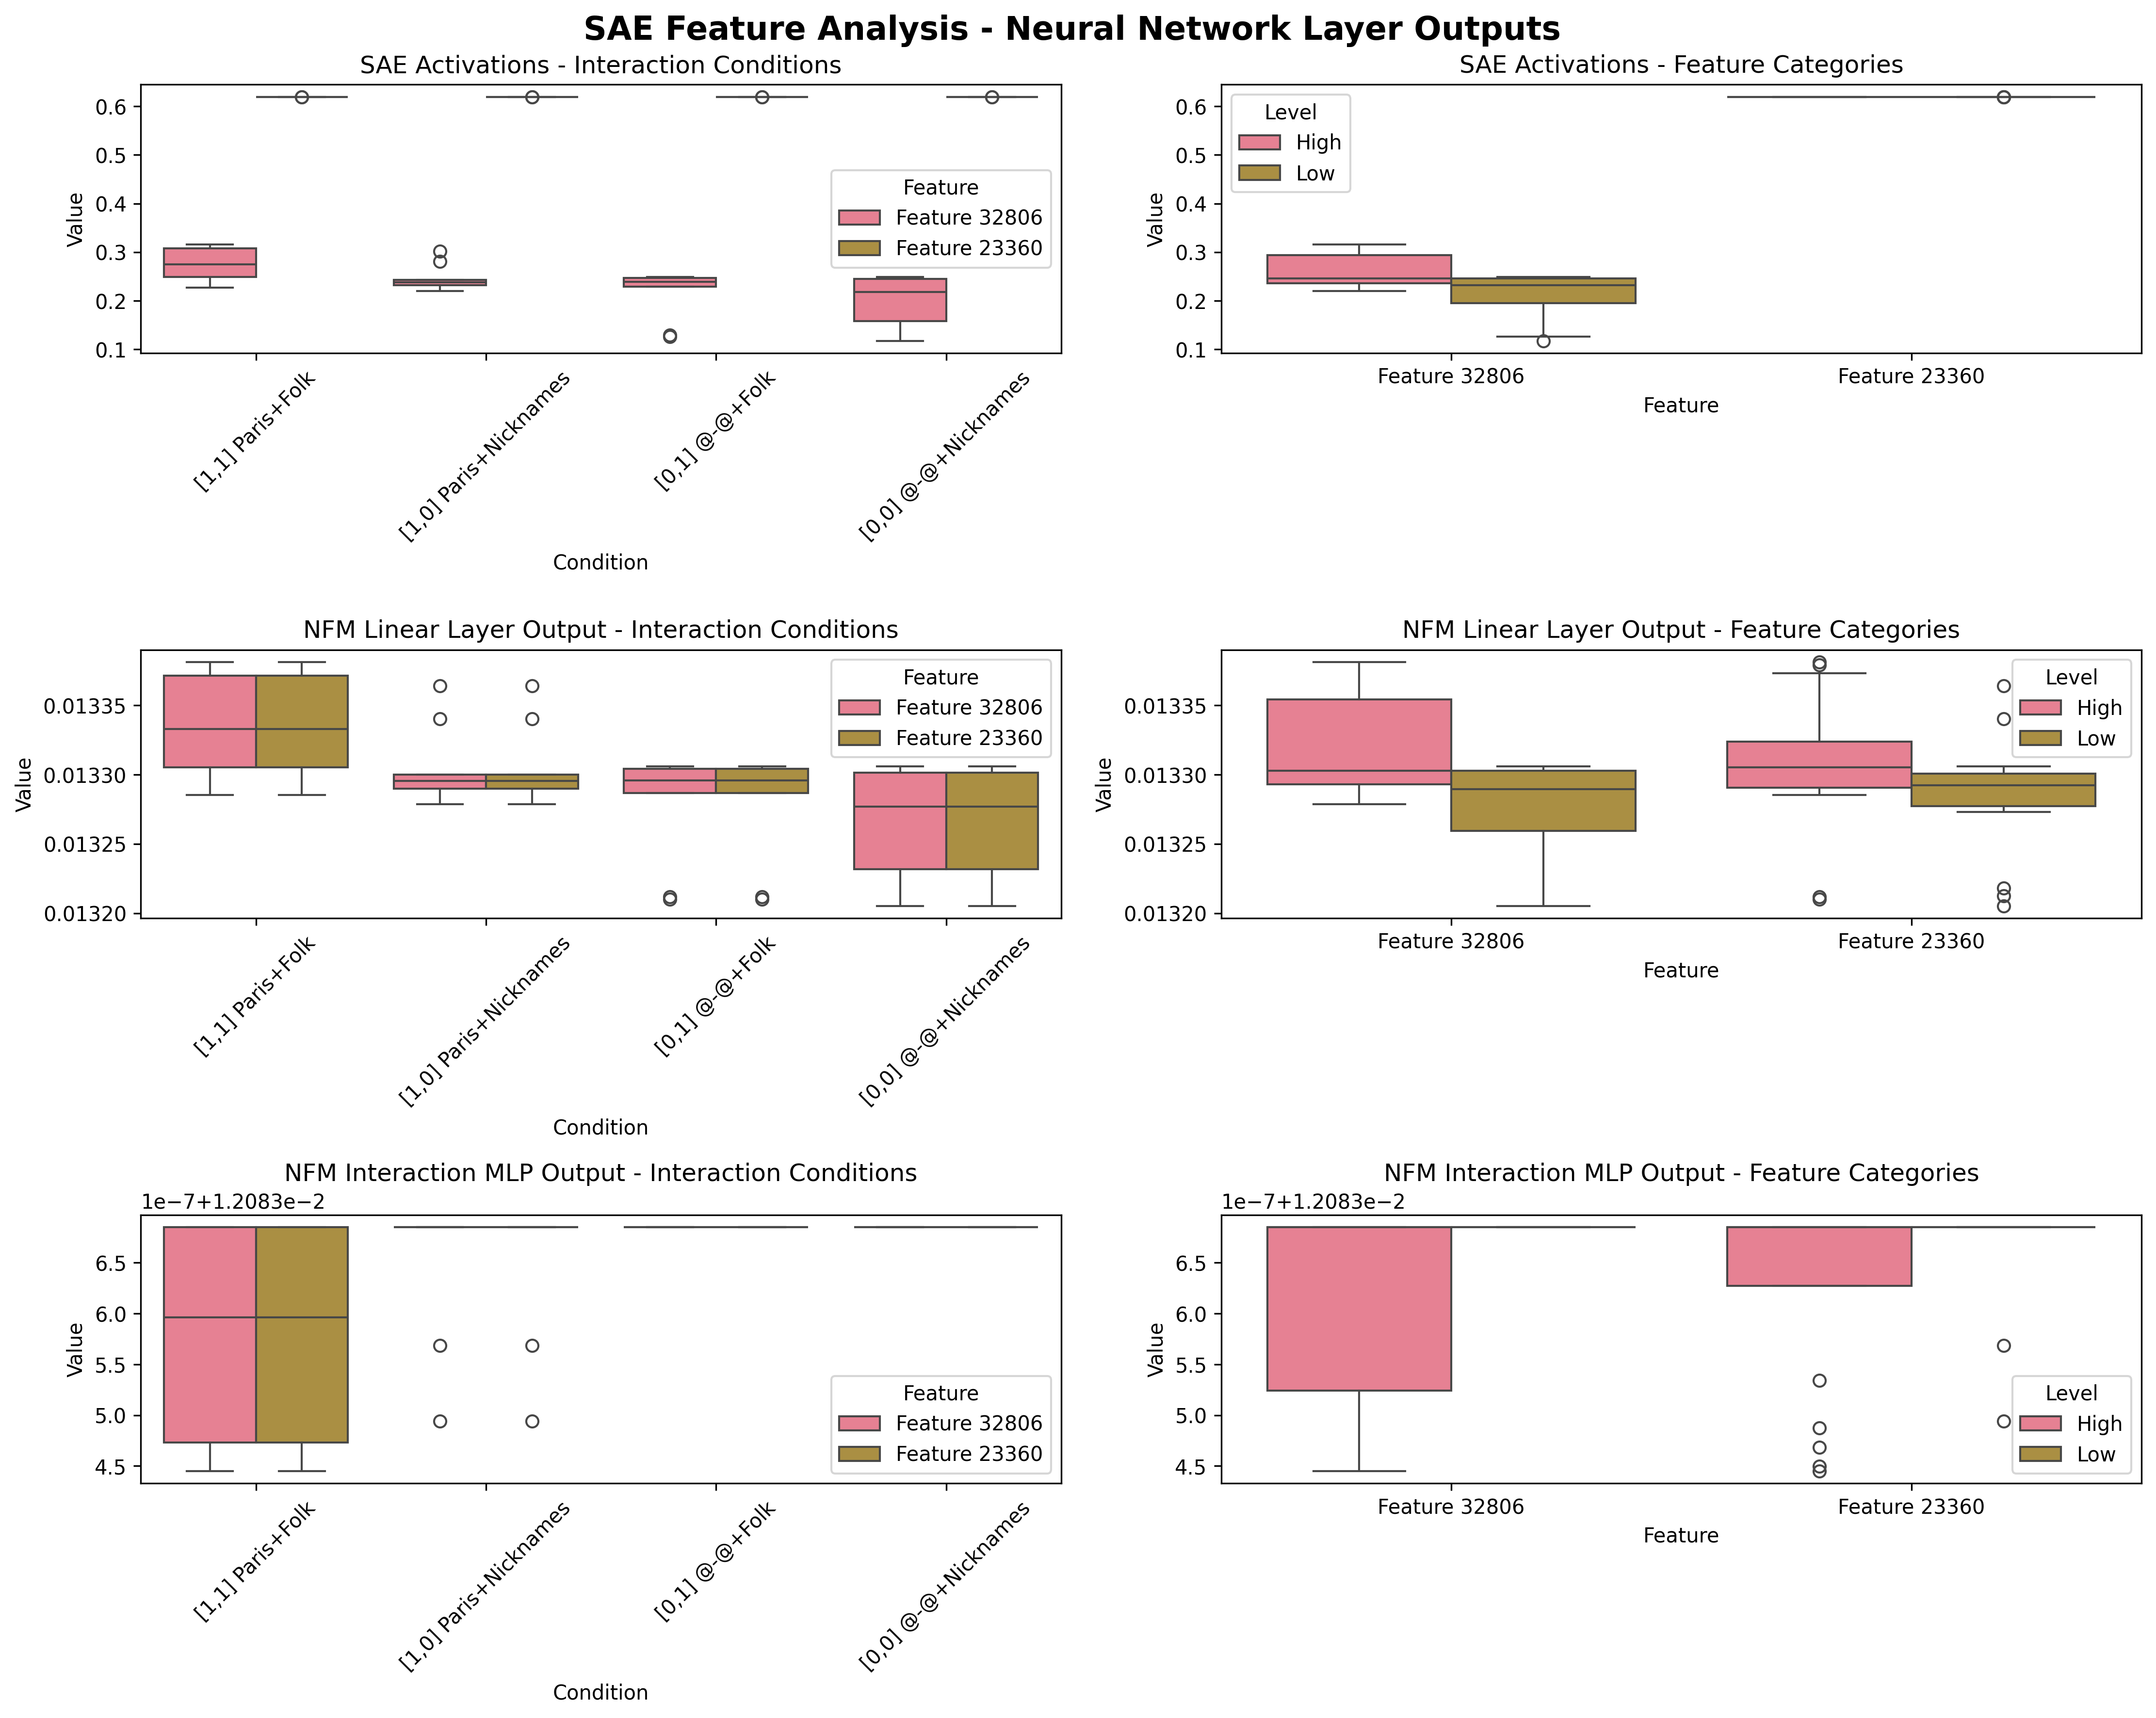 SAE Feature Analysis - Neural Network Layer Outputs
SAE Activations - Interaction Conditions
Value
0.6
0.5
0.4
0.3
0.2
0.1
Feature
Feature 32806
Feature 23360
[1,1] Paris+Folk
[1,0] Paris+Nicknames
[0,1] @-@+Folk
[0,0] @-@+Nicknames
Condition
SAE Activations - Feature Categories
Value
0.6
0.5
0.4
0.3
0.2
0.1
Level
High
Low
Feature 32806
Feature 23360
Feature
NFM Linear Layer Output - Interaction Conditions
Value
0.01335
0.01330
0.01325
0.01320
Feature
Feature 32806
Feature 23360
[1,1] Paris+Folk
[1,0] Paris+Nicknames
[0,1] @-@+Folk
[0,0] @-@+Nicknames
Condition
NFM Linear Layer Output - Feature Categories
Value
0.01335
0.01330
0.01325
0.01320
Level
High
Low
Feature 32806
Feature 23360
Feature
NFM Interaction MLP Output - Interaction Conditions
1e−7+1.2083e−2
Value
6.5
6.0
5.5
5.0
4.5
Feature
Feature 32806
Feature 23360
[1,1] Paris+Folk
[1,0] Paris+Nicknames
[0,1] @-@+Folk
[0,0] @-@+Nicknames
Condition
NFM Interaction MLP Output - Feature Categories
1e−7+1.2083e−2
Value
6.5
6.0
5.5
5.0
4.5
Level
High
Low
Feature 32806
Feature 23360
Feature